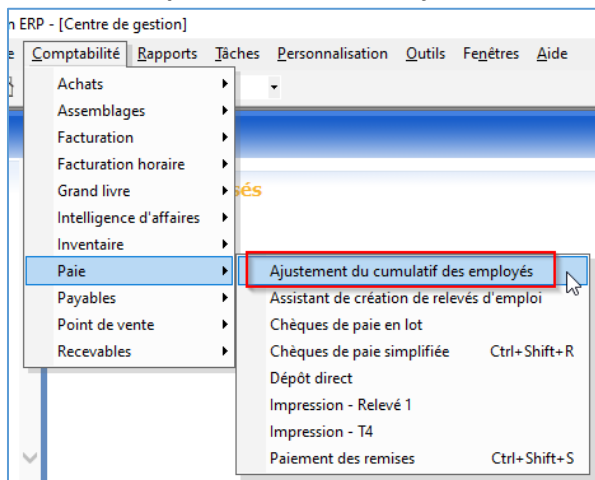 n ERP - [Centre de gestion]
Comptabilité Rapports Tâches Personnalisation Outils Fenêtres Aide
Achats
Assemblages
Facturation
Facturation horaire
Grand livre
sés
Intelligence d'affaires
Inventaire
Paie
Ajustement du cumulatif des employés
Payables
Assistant de création de relevés d'emploi
Point de vente
Chèques de paie en lot
Recevables
Chèques de paie simplifiée Ctrl+Shift+R
Dépôt direct
Impression - Relevé 1
Impression - T4
Paiement des remises Ctrl+Shift+S